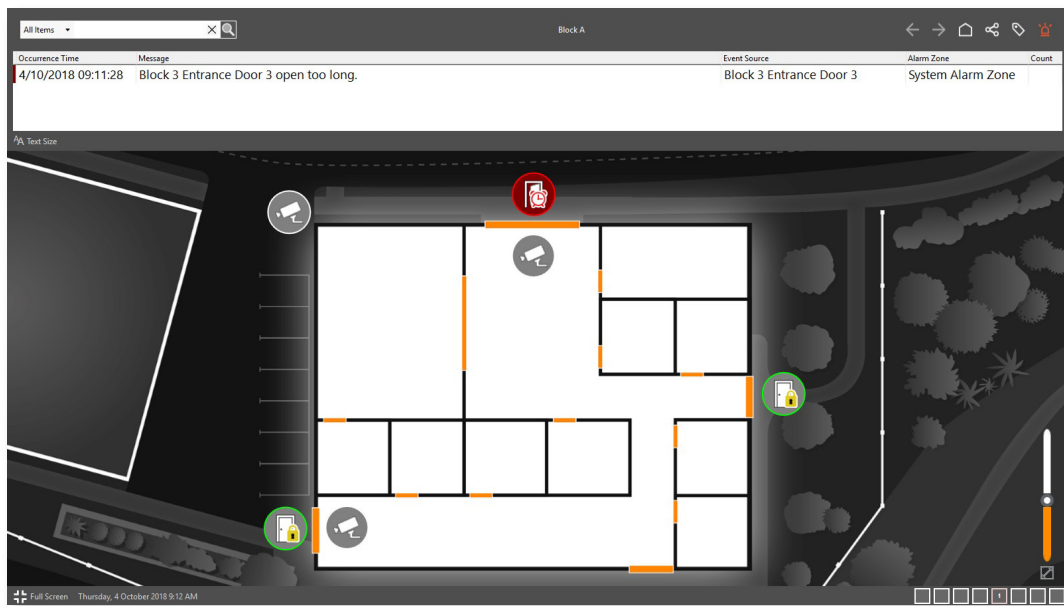 All Items
Block A
Occurrence Time Message Event Source Alarm Zone Count
4/10/2018 09:11:28 Block 3 Entrance Door 3 open too long. Block 3 Entrance Door 3 System Alarm Zone
AA Text Size
Full Screen Thursday, 4 October 2018 9:12 AM
1